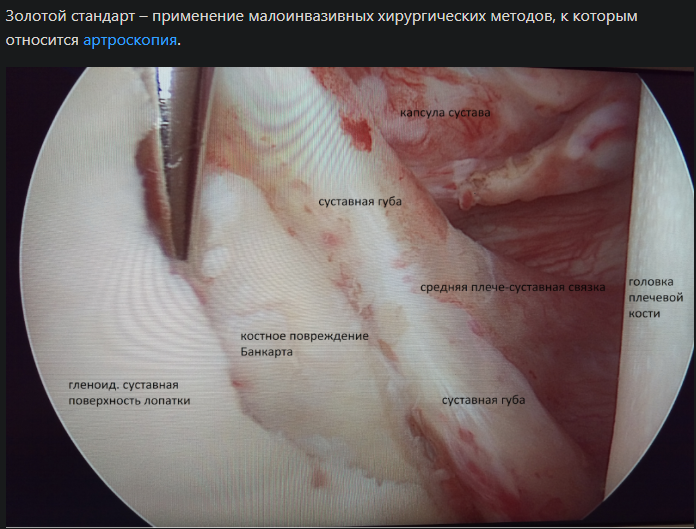 Золотой стандарт – применение малоинвазивных хирургических методов, к которым
относится артроскопия.
капсула сустава
суставная губа
средняя плече-суставная связка
головка
плечевой
кости
костное повреждение
Банкарта
гленоид. суставная
поверхность лопатки
суставная губа